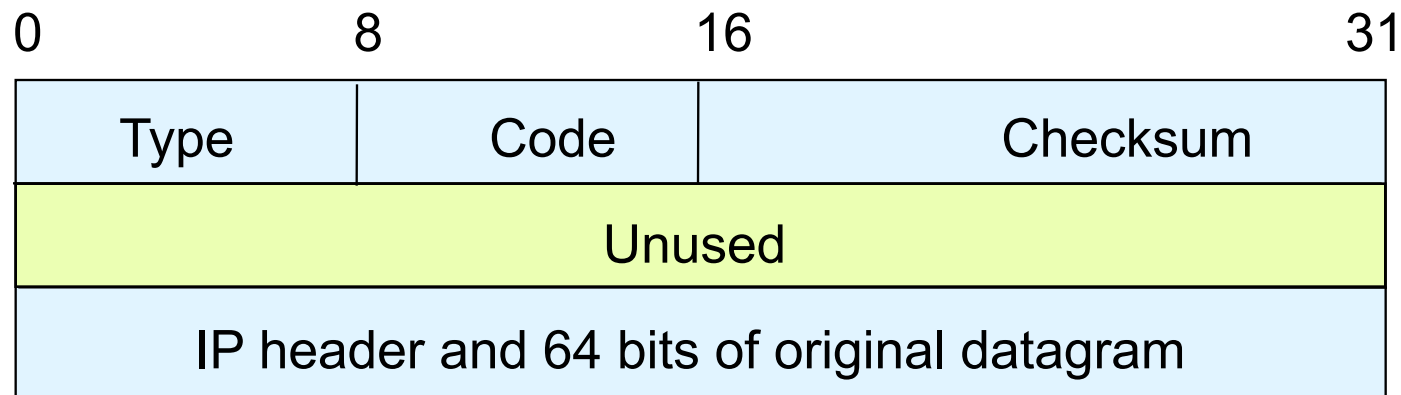 0 8 16 31
Type Code Checksum
Unused
IP header and 64 bits of original datagram